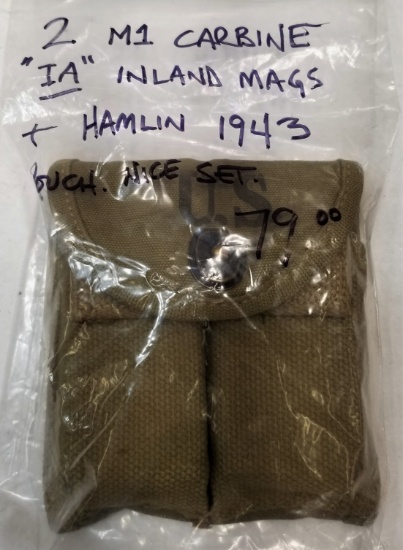 2 M1 CARBINE
"IA" INLAND MAGS
+ HAMLIN 1943
POUCH. NICE SET.
U.S
79.00